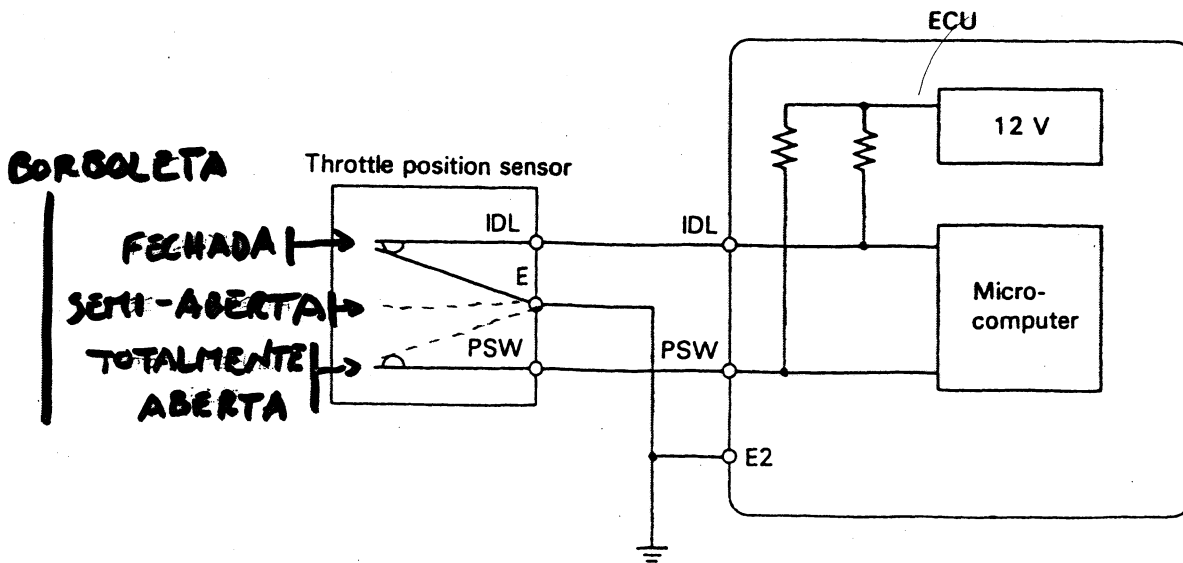 ECU
12 V
BORBOLETA
Throttle position sensor
FECHADA
IDL
IDL
E
SEMI-ABERTA
Micro-
computer
TOTALMENTE
ABERTA
PSW
PSW
E2